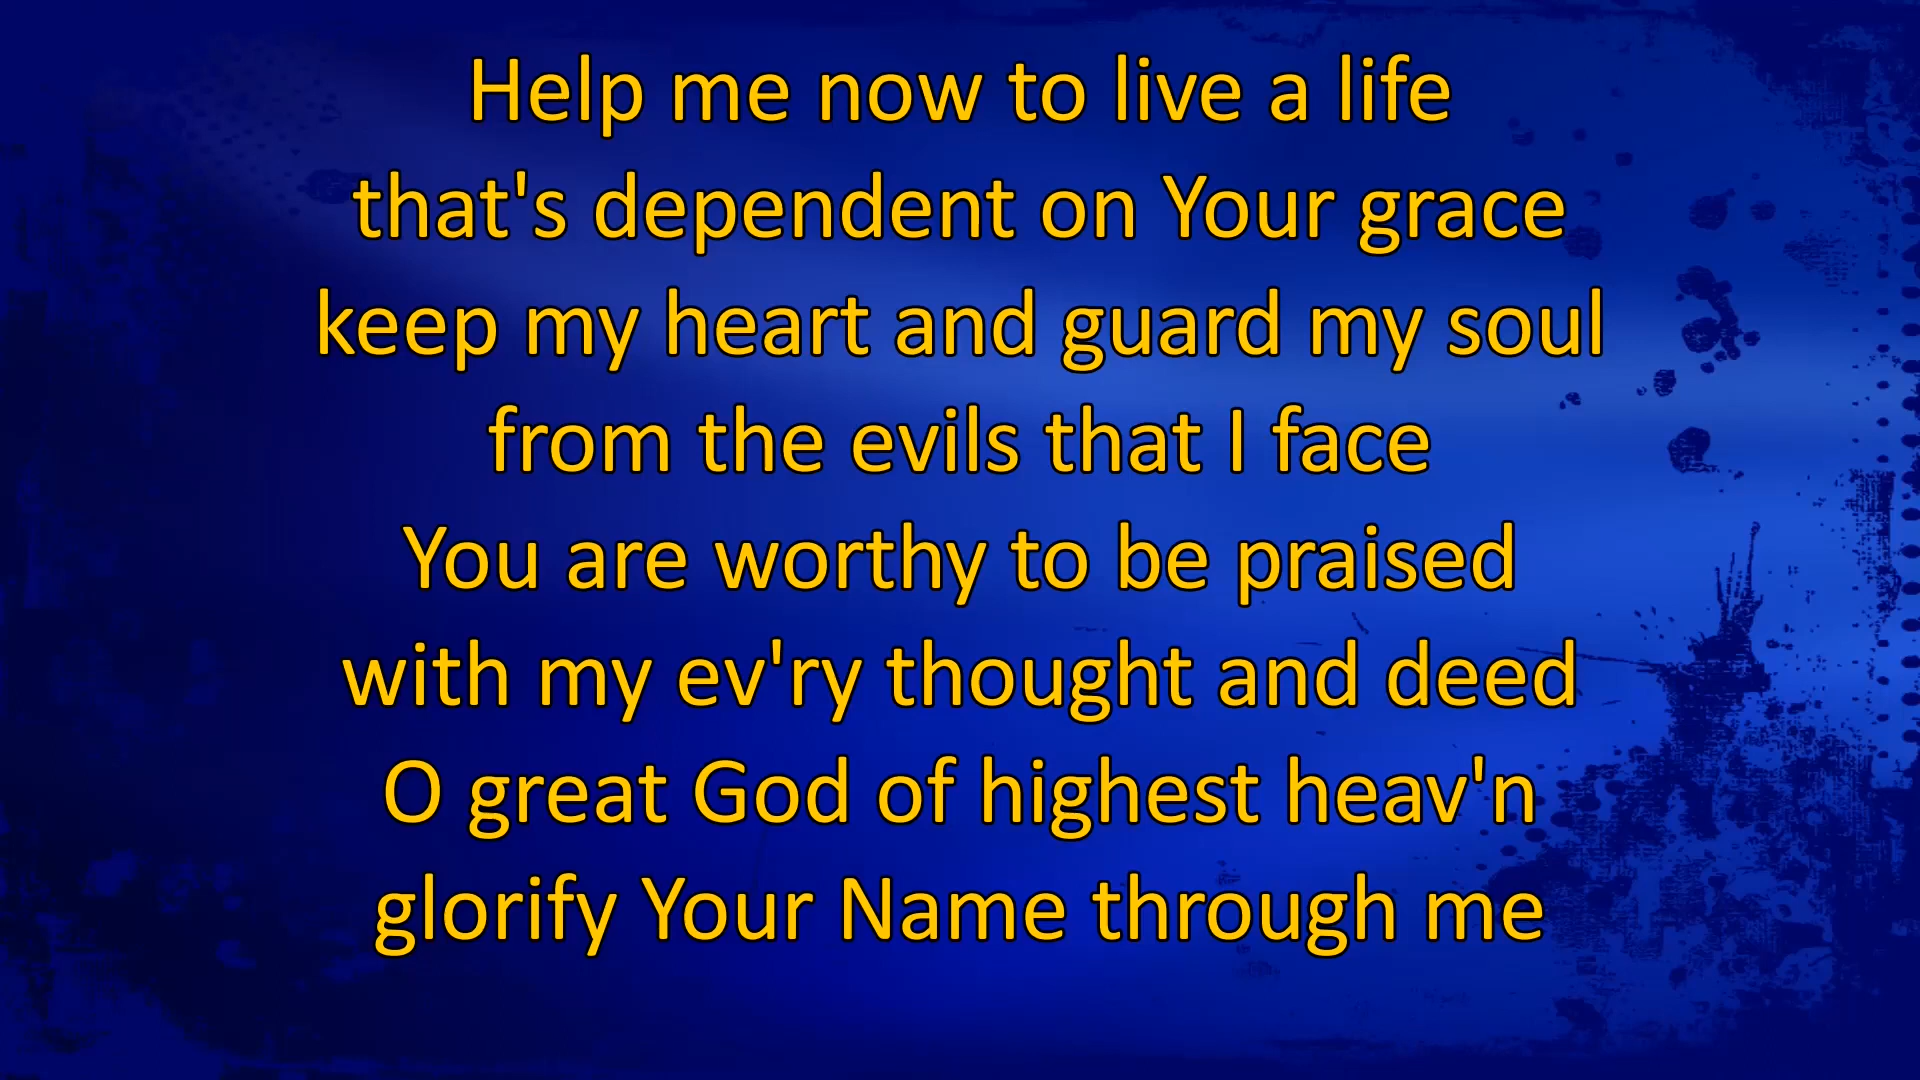 Help me now to live a life
that's dependent on Your grace
keep my heart and guard my soul
from the evils that I face
You are worthy to be praised
with my ev'ry thought and deed
O great God of highest heav'n
glorify Your Name through me